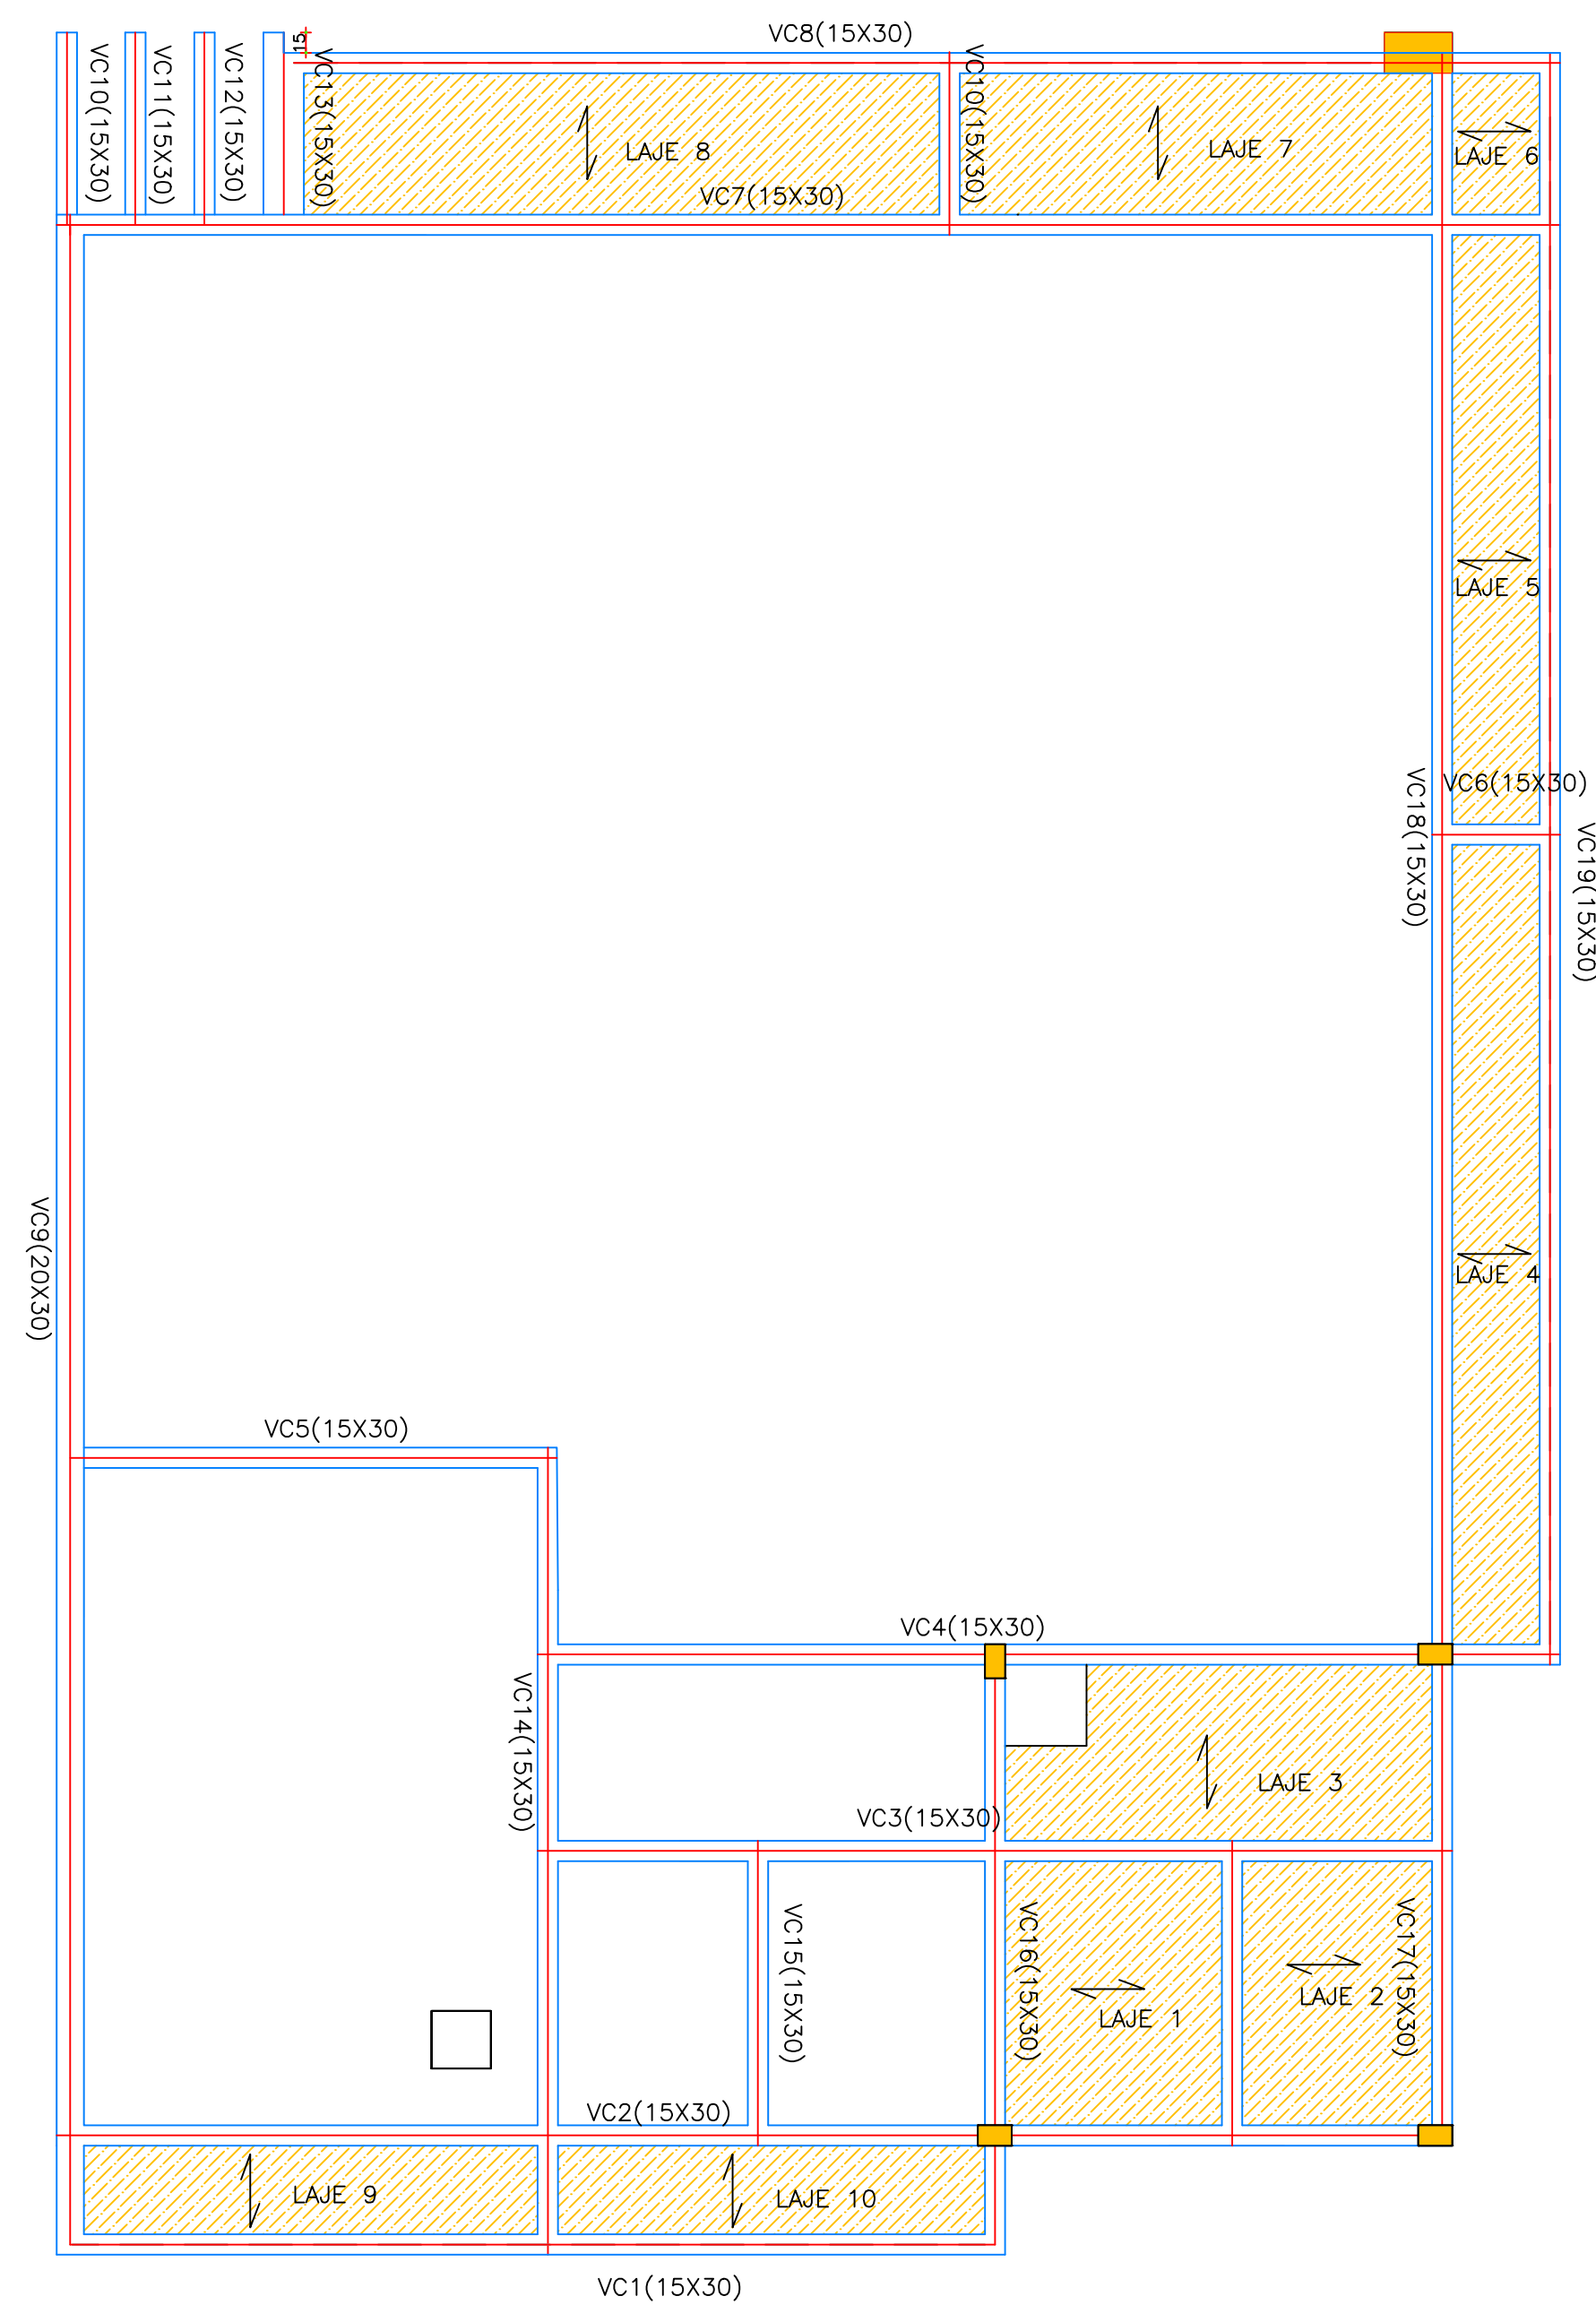 VC8(15X30)
15
VC10(15X30)
VC11(15X30)
VC12(15X30)
VC13(15X30)
VC10(15X30)
LAJE 8
LAJE 7
LAJE 6
VC7(15X30)
LAJE 5
VC18(15X30)
VC6(15X30)
VC19(15X30)
VC9(20X30)
LAJE 4
VC5(15X30)
VC4(15X30)
VC14(15X30)
LAJE 3
VC3(15X30)
VC15(15X30)
VC16(15X30)
VC17(15X30)
LAJE 1
LAJE 2
VC2(15X30)
LAJE 9
LAJE 10
VC1(15X30)